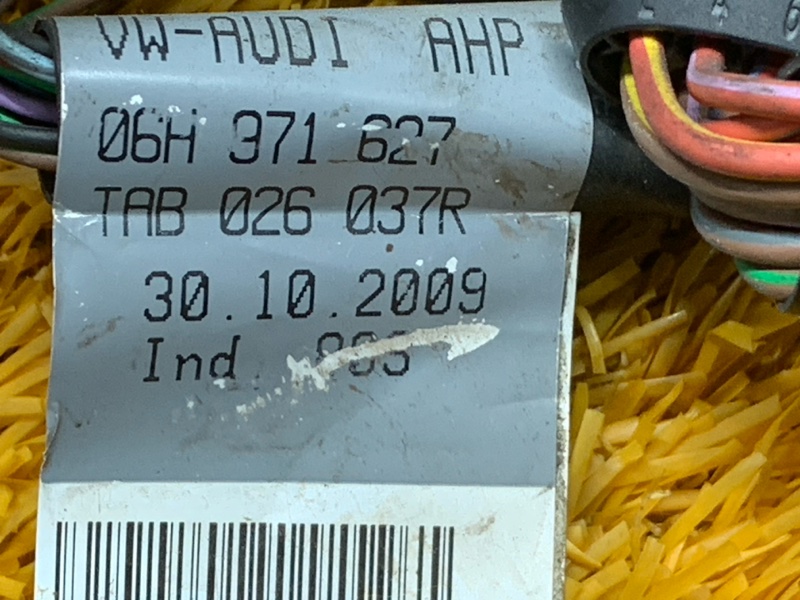 VW-AUDI AHP
06H 971 627
TAB 026 037R
30.10.2009
Ind.